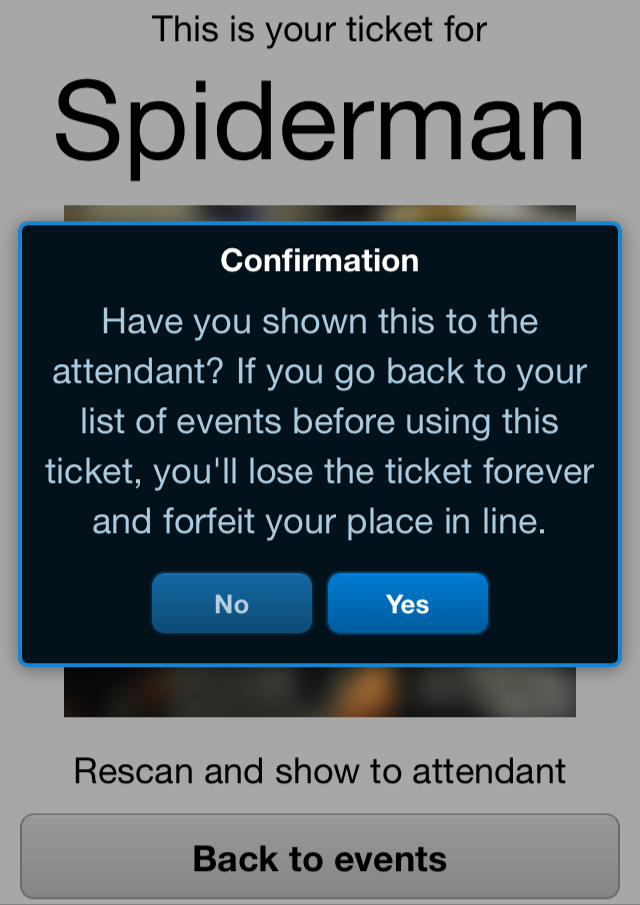 This is your ticket for
Spiderman
Confirmation
Have you shown this to the
attendant? If you go back to your
list of events before using this
ticket, you'll lose the ticket forever
and forfeit your place in line.
No
Yes
Rescan and show to attendant
Back to events